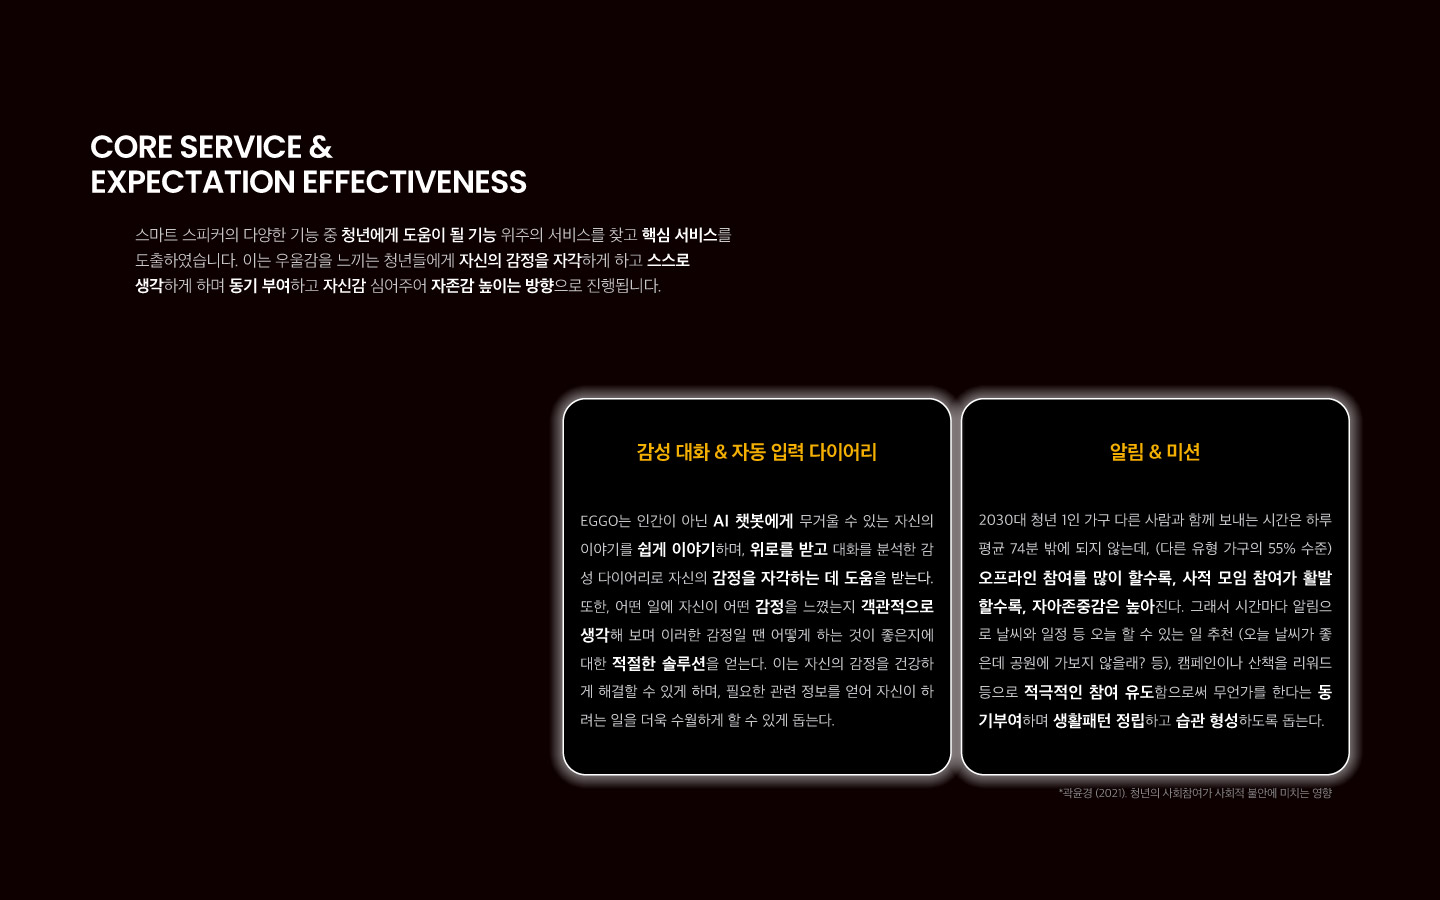 CORE SERVICE &
EXPECTATION EFFECTIVENESS
스마트 스피커의 다양한 기능 중 청년에게 도움이 될 기능 위주의 서비스를 찾고 핵심 서비스를
도출하였습니다. 이는 우울감을 느끼는 청년들에게 자신의 감정을 자각하게 하고 스스로
생각하게 하며 동기 부여하고 자신감 심어주어 자존감 높이는 방향으로 진행됩니다.
감성 대화 & 자동 입력 다이어리
EGGO는 인간이 아닌 AI 챗봇에게 무거울 수 있는 자신의
이야기를 쉽게 이야기하며, 위로를 받고 대화를 분석한 감
성 다이어리로 자신의 감정을 자각하는 데 도움을 받는다.
또한, 어떤 일에 자신이 어떤 감정을 느꼈는지 객관적으로
생각해 보며 이러한 감정일 땐 어떻게 하는 것이 좋은지에
대한 적절한 솔루션을 얻는다. 이는 자신의 감정을 건강하
게 해결할 수 있게 하며, 필요한 관련 정보를 얻어 자신이 하
려는 일을 더욱 수월하게 할 수 있게 돕는다.
알림 & 미션
2030대 청년 1인 가구 다른 사람과 함께 보내는 시간은 하루
평균 74분 밖에 되지 않는데, (다른 유형 가구의 55% 수준)
오프라인 참여를 많이 할수록, 사적 모임 참여가 활발
할수록, 자아존중감은 높아진다. 그래서 시간마다 알림으
로 날씨와 일정 등 오늘 할 수 있는 일 추천 (오늘 날씨가 좋
은데 공원에 가보지 않을래? 등), 캠페인이나 산책을 리워드
등으로 적극적인 참여 유도함으로써 무언가를 한다는 동
기부여하며 생활패턴 정립하고 습관 형성하도록 돕는다.
*곽윤경 (2021). 청년의 사회참여가 사회적 불안에 미치는 영향